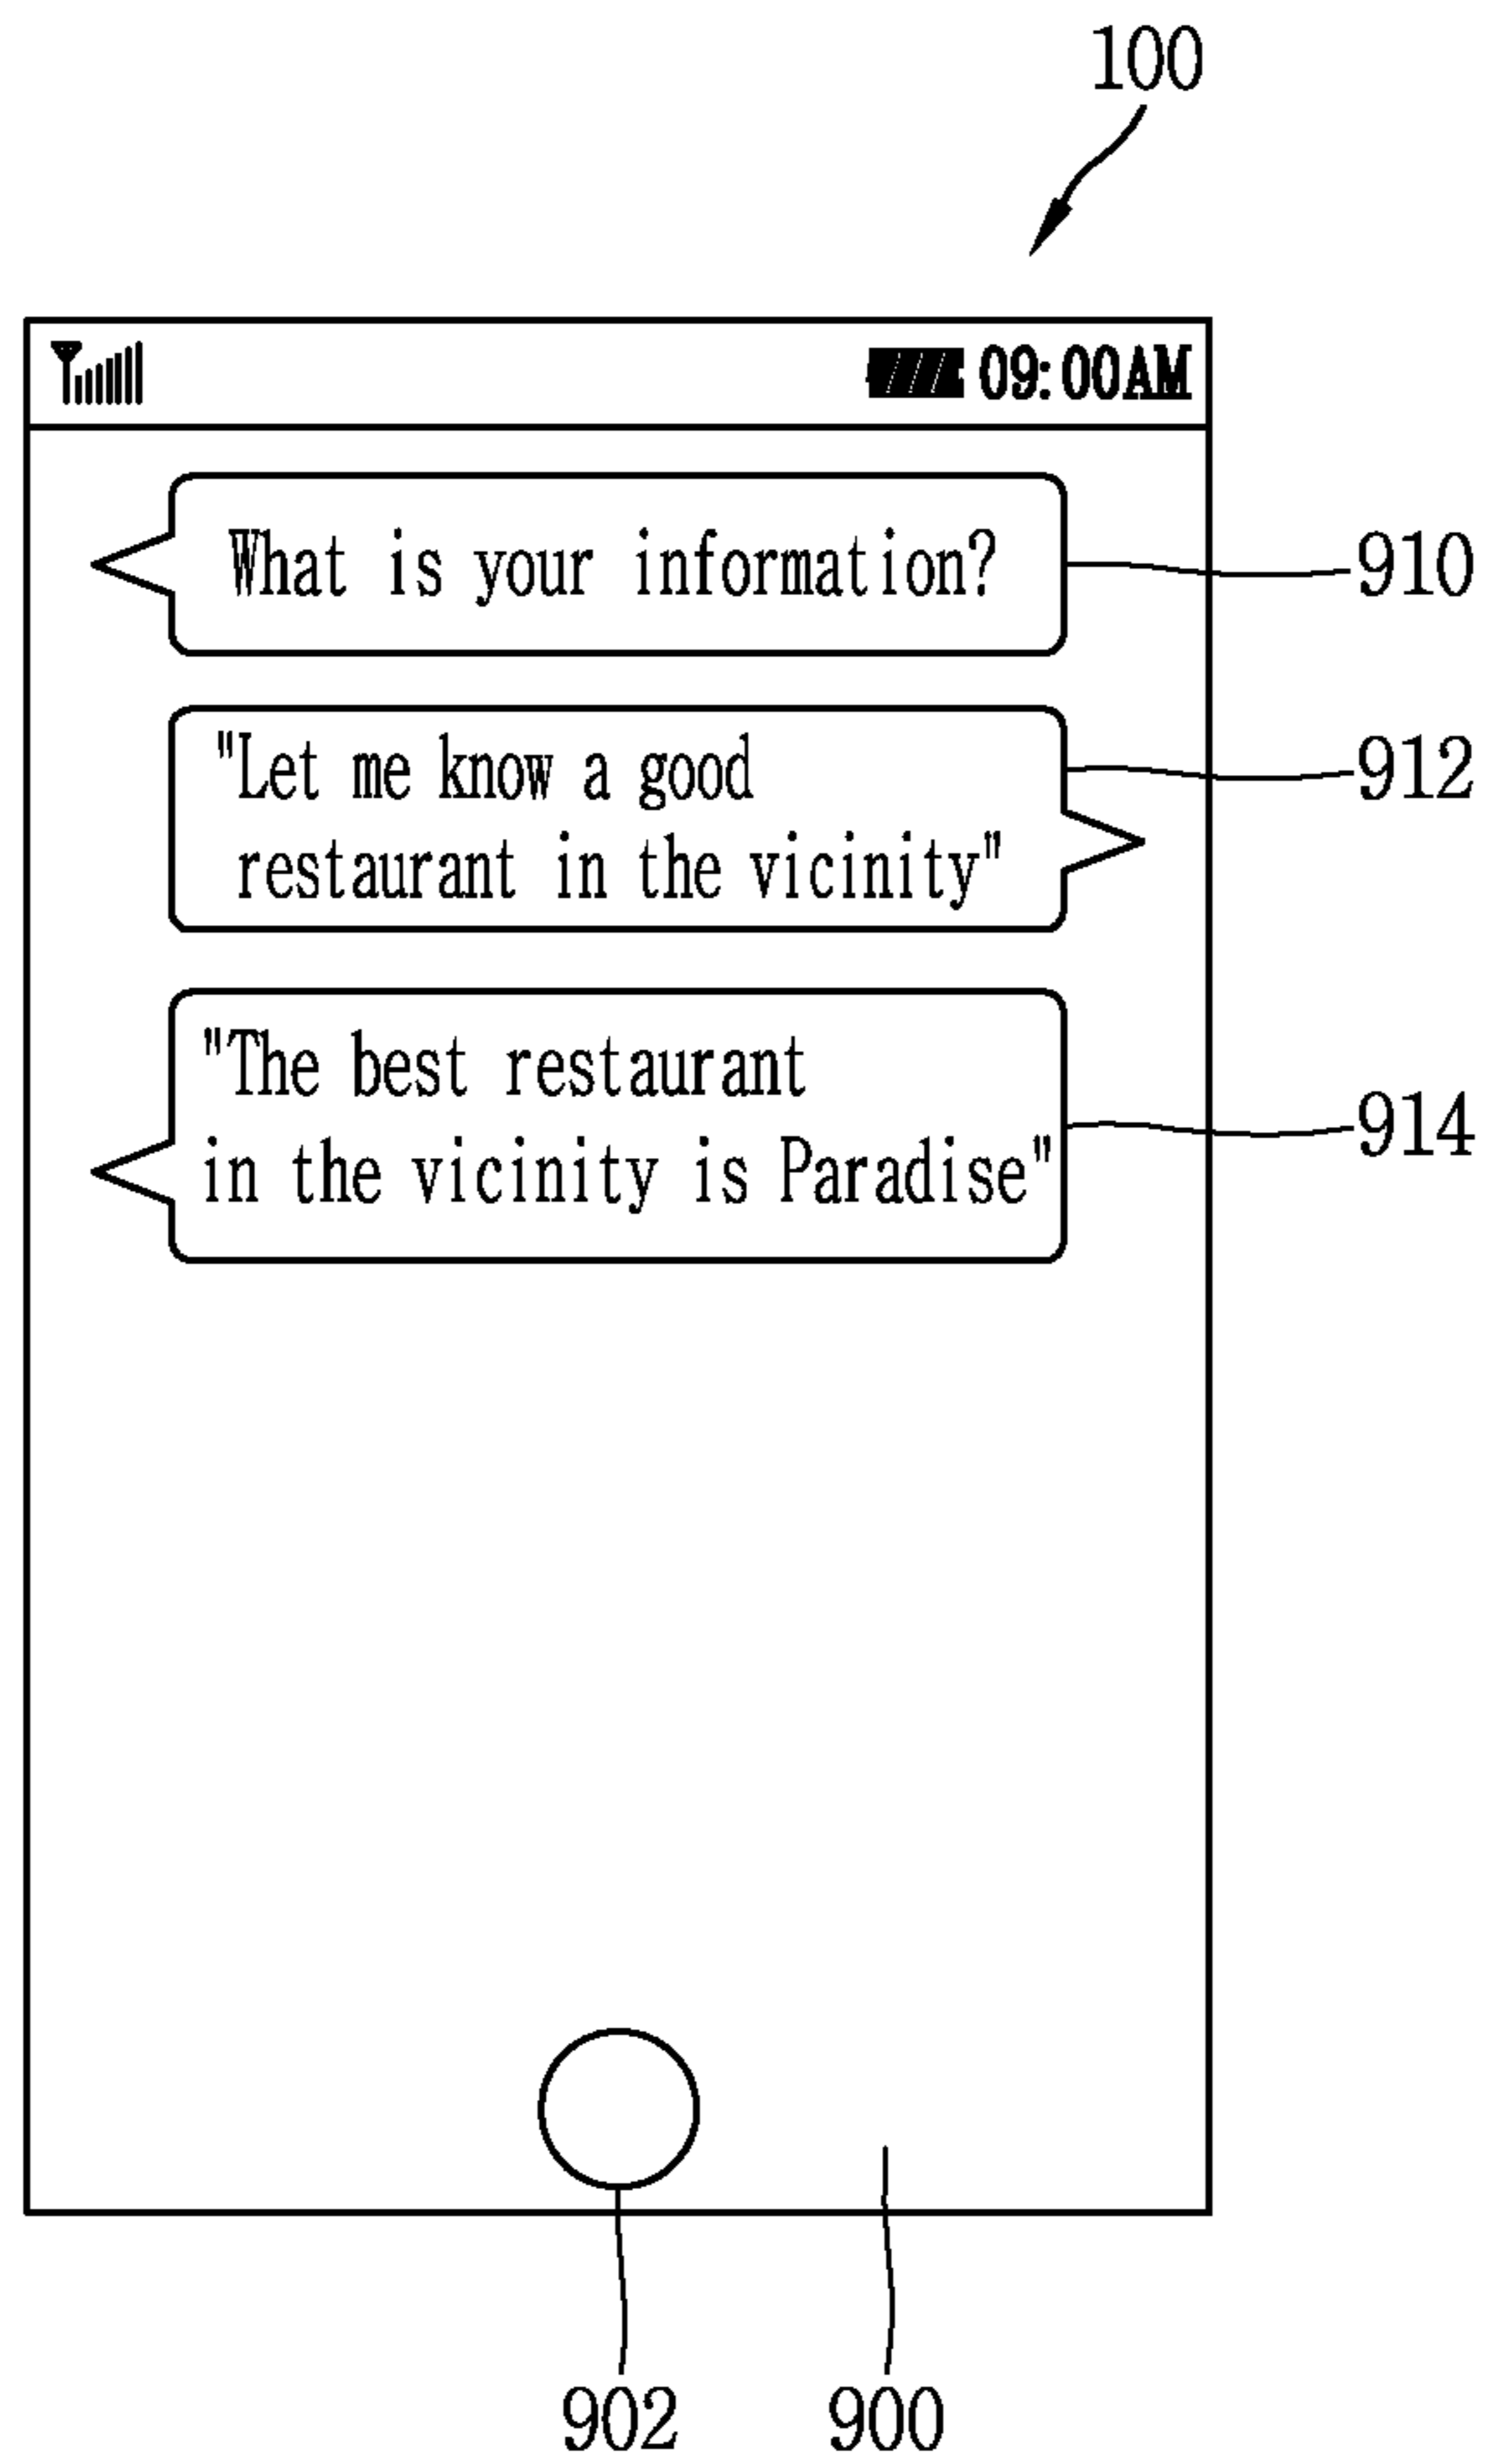 100
09:00AM
What is your information?
910
"Let me know a good
restaurant in the vicinity"
912
"The best restaurant
in the vicinity is Paradise"
914
902
900